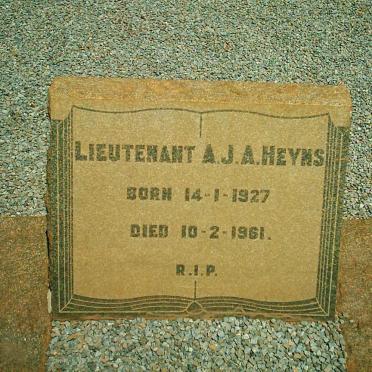 LIEUTENANT A.J.A.HEYNS
BORN 14-1-1927
DIED 10-2-1961.
R.I.P.